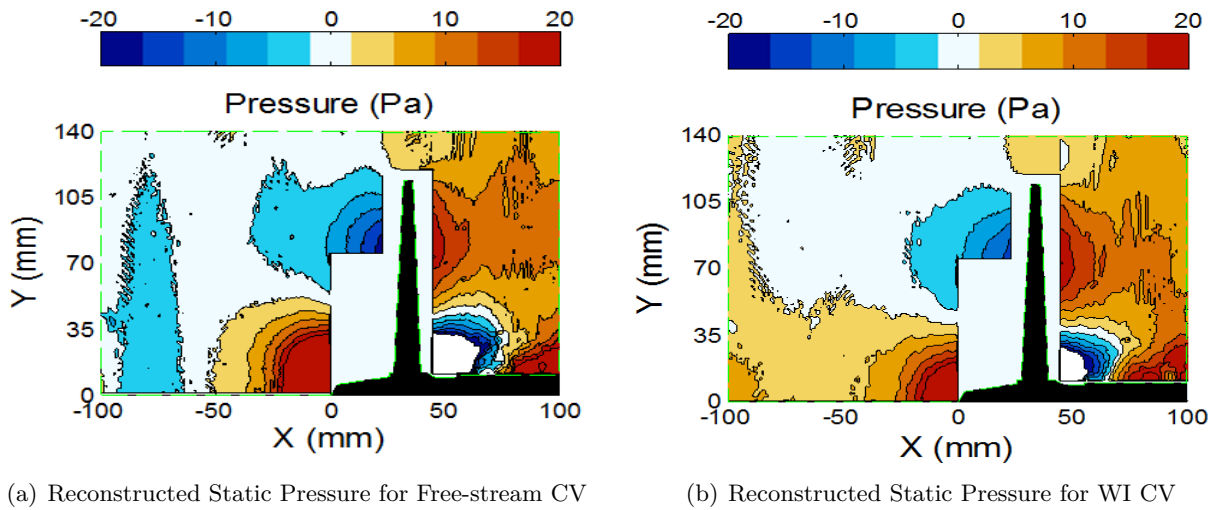 -20 -10 0 10 20
Pressure (Pa)
140
105
70
35
0
Y (mm)
-100 -50 0 50 100
X (mm)
(a) Reconstructed Static Pressure for Free-stream CV
-20 -10 0 10 20
Pressure (Pa)
140
105
70
35
0
Y (mm)
-100 -50 0 50 100
X (mm)
(b) Reconstructed Static Pressure for WI CV